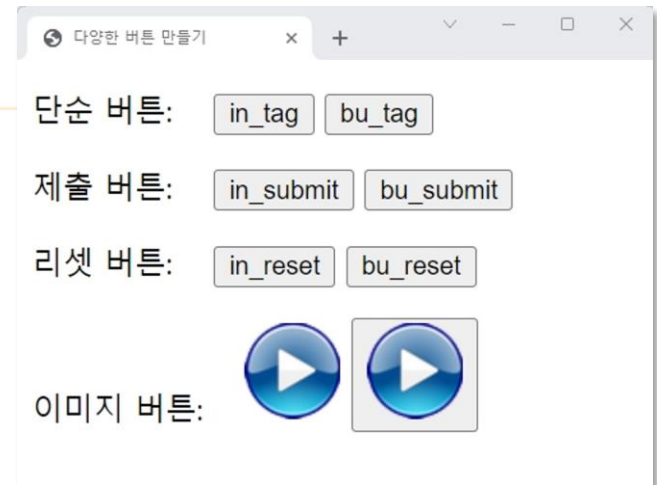 다양한 버튼 만들기
단순 버튼: in_tag bu_tag
제출 버튼: in_submit bu_submit
리셋 버튼: in_reset bu_reset
이미지 버튼: